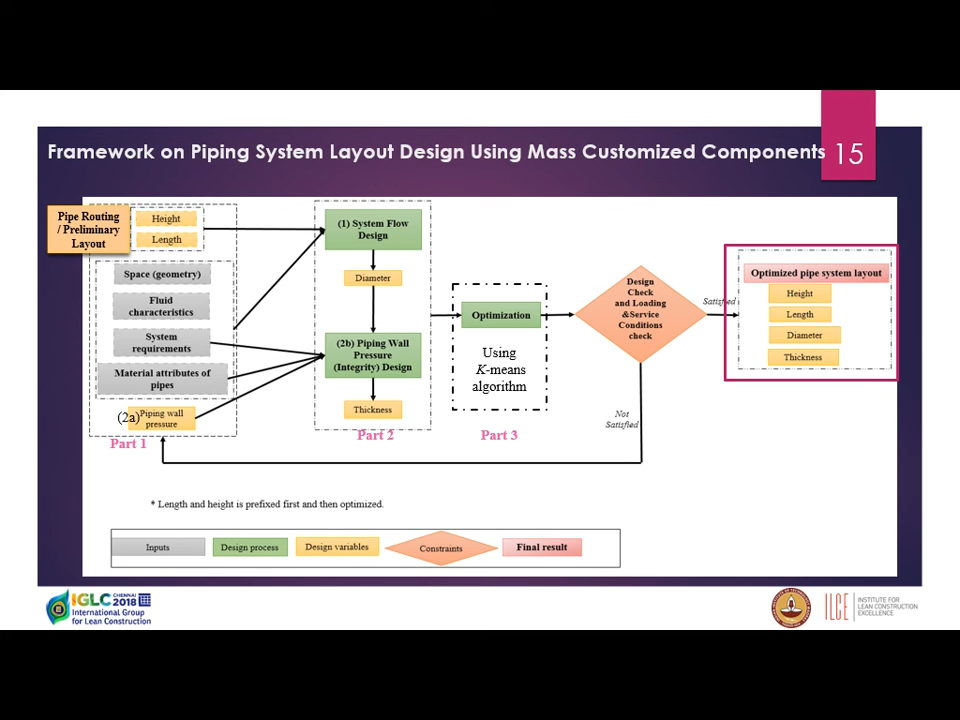 Framework on Piping System Layout Design Using Mass Customized Components
15
Pipe Routing
/ Preliminary
Layout
Height
Length
Space (geometry)
Fluid
characteristics
System
requirements
Material attributes of
pipes
(2a)
Piping wall
pressure
Part 1
(1) System Flow
Design
Diameter
(2b) Piping Wall
Pressure
(Integrity) Design
Thickness
Part 2
Optimization
Using
K-means
algorithm
Part 3
Design
Check
and Loading
&Service
Conditions
check
Satisfied
Not
Satisfied
Optimized pipe system layout
Height
Length
Diameter
Thickness
* Length and height is prefixed first and then optimized.
Inputs
Design process
Design variables
Constraints
Final result
IGLC CHENNAI 2018
International Group
for Lean Construction
ILCE
INSTITUTE FOR
LEAN CONSTRUCTION
EXCELLENCE